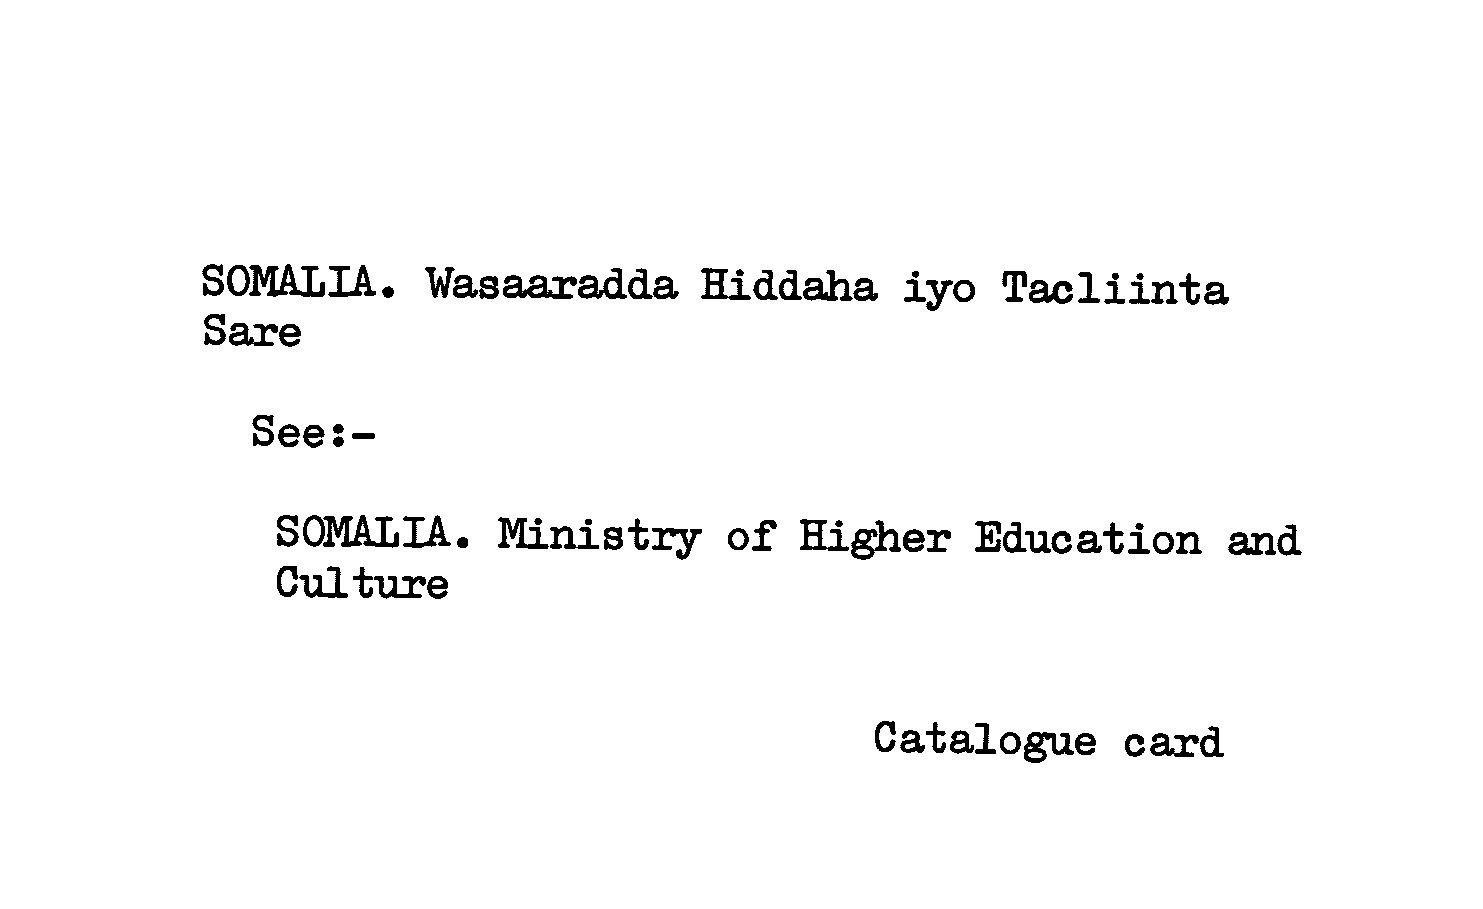 SOMALIA. Wasaaradda Hiddaha iyo Tacliinta
Sare
See:-
SOMALIA. Ministry of Higher Education and
Culture
Catalogue card